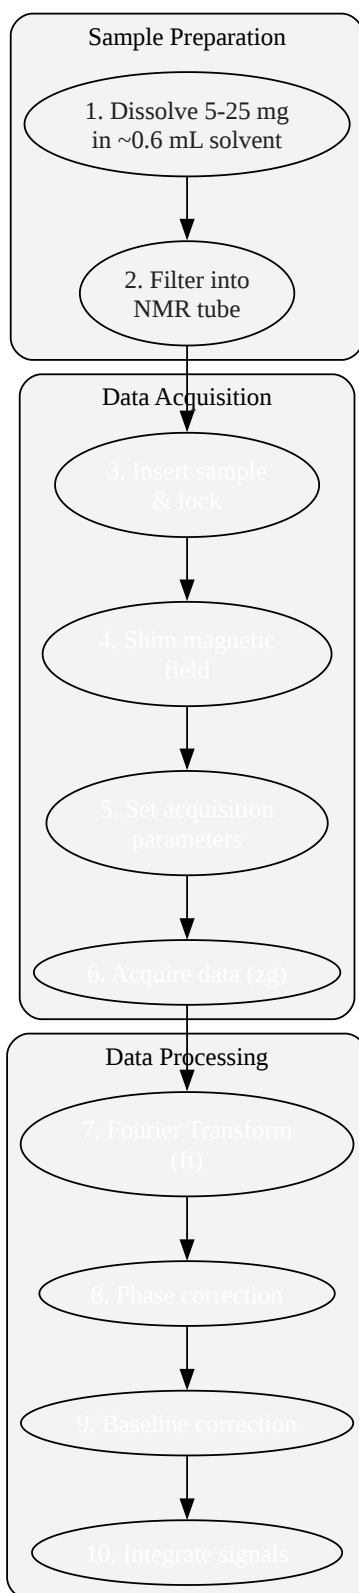 Sample Preparation
1. Dissolve 5-25 mg
in ~0.6 mL solvent
2. Filter into
NMR tube
Data Acquisition
3. Insert sample
& lock
4. Shim magnetic
field
5. Set acquisition
parameters
6. Acquire data (zg)
Data Processing
7. Fourier Transform
(ft)
8. Phase correction
9. Baseline correction
10. Integrate signals